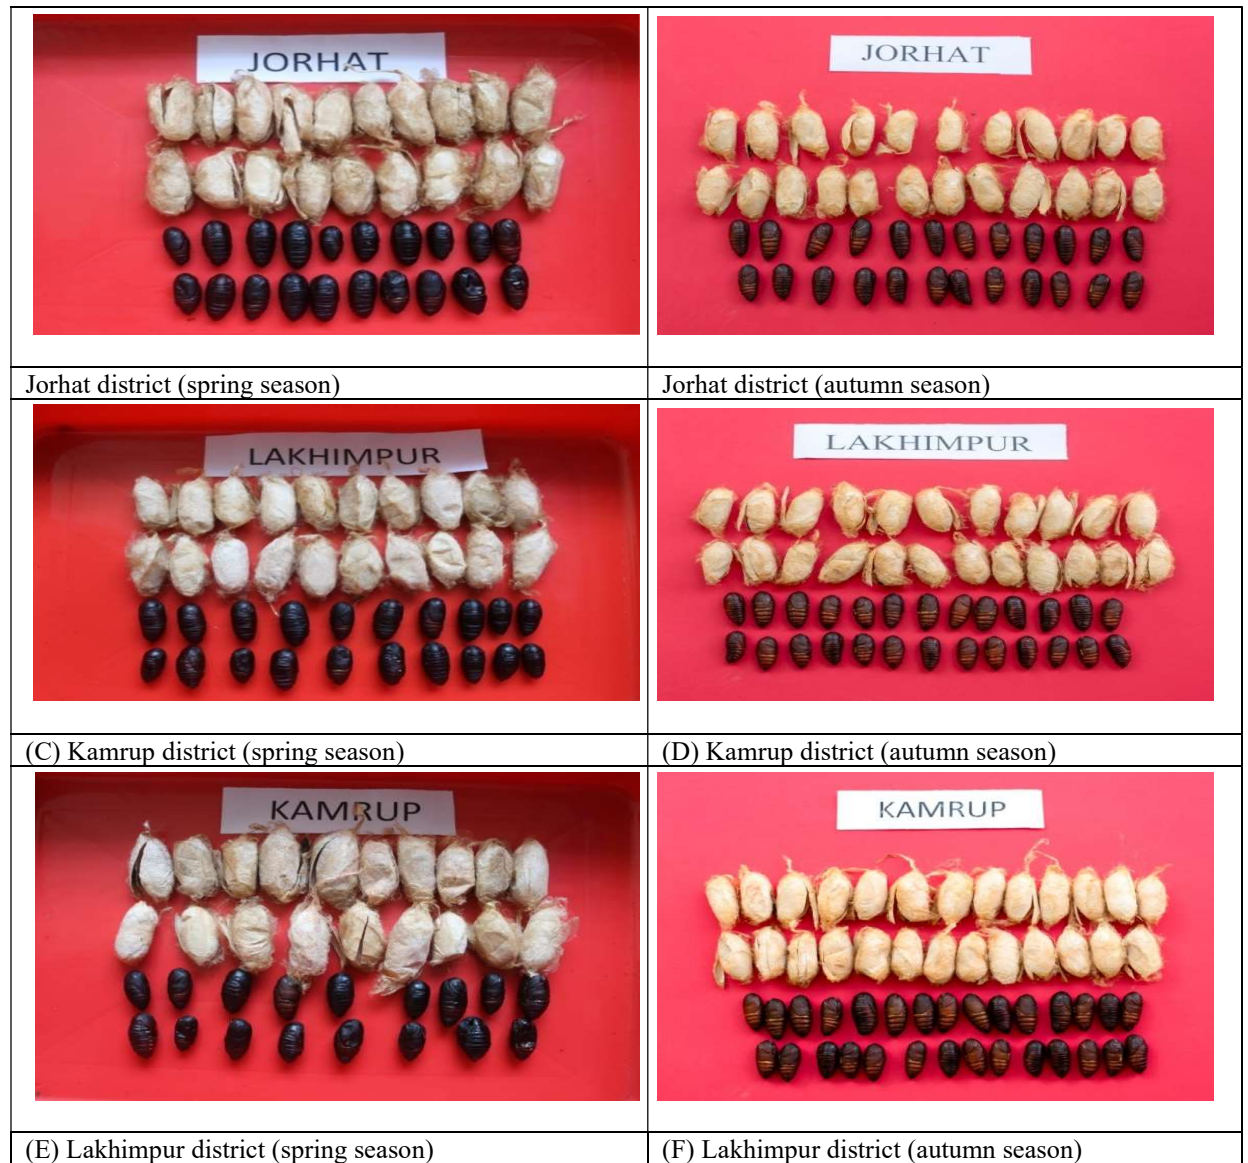 JORHAT
JORHAT
Jorhat district (spring season)
Jorhat district (autumn season)
LAKHIMPUR
LAKHIMPUR
(C) Kamrup district (spring season)
(D) Kamrup district (autumn season)
KAMRUP
KAMRUP
(E) Lakhimpur district (spring season)
(F) Lakhimpur district (autumn season)